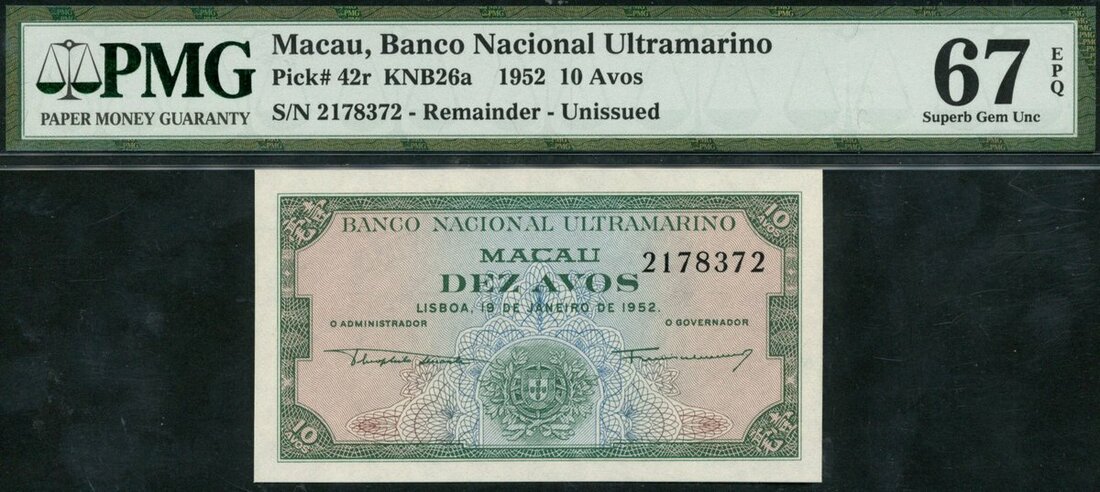 PMG
PAPER MONEY GUARANTY
Macau, Banco Nacional Ultramarino
Pick# 42r KNB26a 1952 10 Avos
S/N 2178372 - Remainder - Unissued
67
EPQ
Superb Gem Unc
10
AVOS
BANCO NACIONAL ULTRAMARINO
MACAU
2178372
DEZ AVOS
LISBOA, 19 DE JANEIRO DE 1952.
O ADMINISTRADOR
O GOVERNADOR
10
AVOS